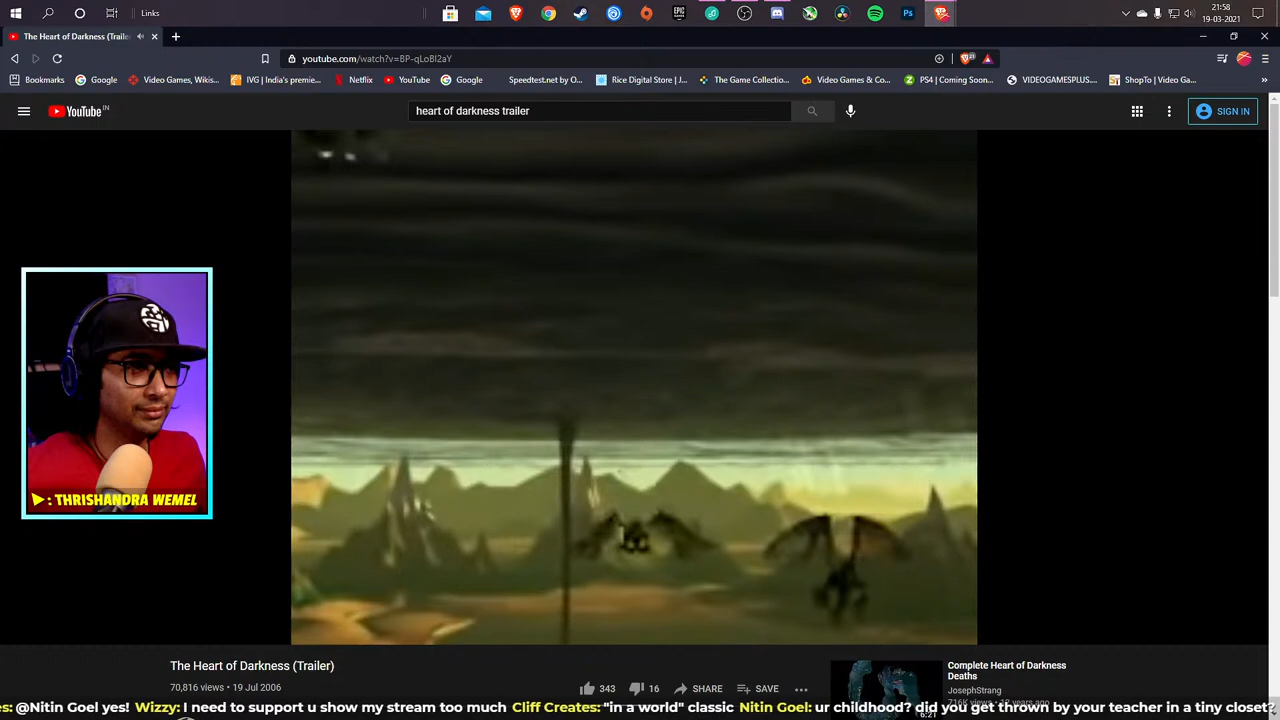 Links
21:58
19-03-2021
The Heart of Darkness (Traile
youtube.com/watch?v=BP-qLoBI2aY
Bookmarks
Google
Video Games, Wikis...
IVG | India's premie...
Netflix
YouTube
Google
Speedtest.net by O...
Rice Digital Store | J...
The Game Collectio...
Video Games & Co...
PS4 | Coming Soon...
VIDEOGAMESPLUS...
ShopTo | Video Ga...
YouTube IN
heart of darkness trailer
SIGN IN
: THRISHANDRA WEMEL
The Heart of Darkness (Trailer)
70,816 views • 19 Jul 2006
343
16
SHARE
SAVE
Complete Heart of Darkness
Deaths
JosephStrang
6:21
es: @Nitin Goel yes! Wizzy: I need to support u show my stream too much Cliff Creates: "in a world" classic Nitin Goel: ur childhood? did you get thrown by your teacher in a tiny closet?